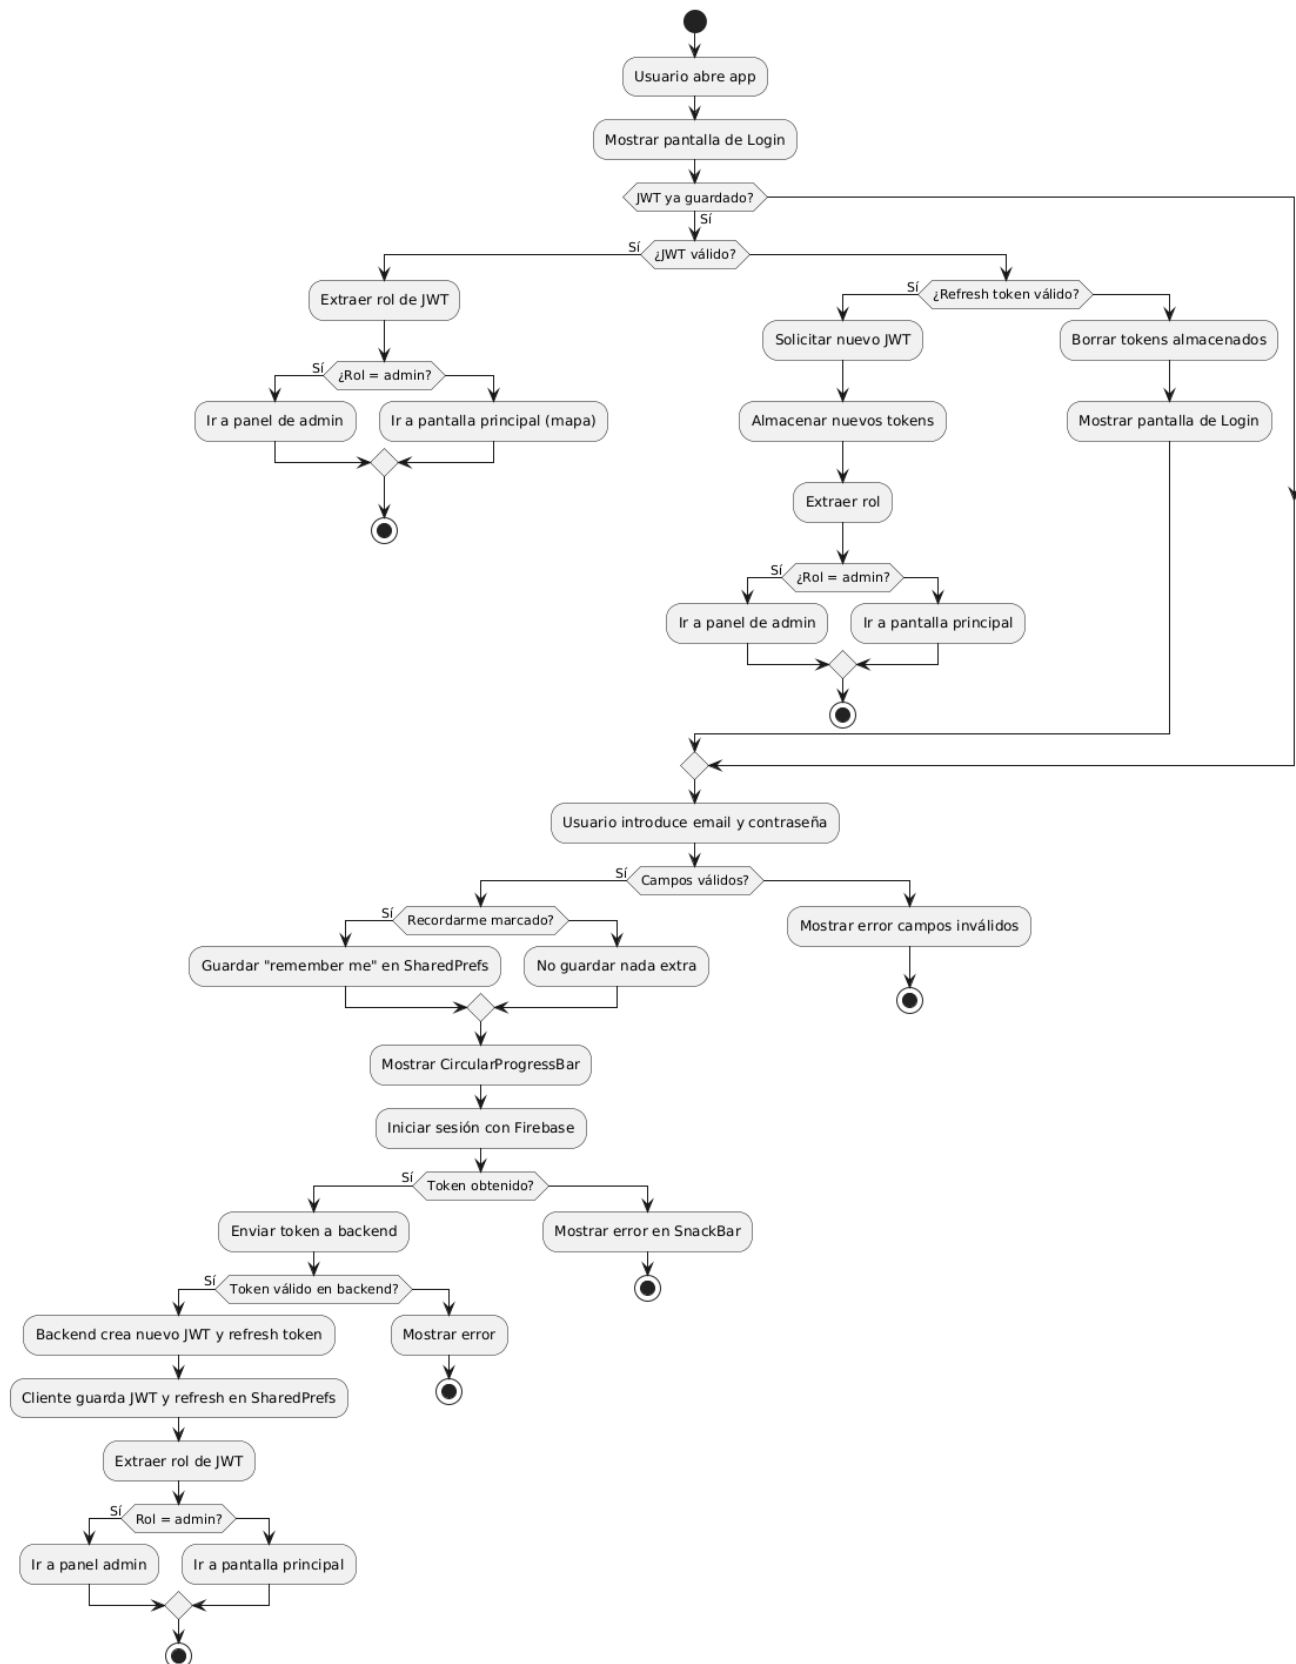 Usuario abre app
Mostrar pantalla de Login
JWT ya guardado?
Sí
Sí
¿JWT válido?
Extraer rol de JWT
Sí
¿Rol = admin?
Ir a panel de admin
Ir a pantalla principal (mapa)
Sí
¿Refresh token válido?
Solicitar nuevo JWT
Almacenar nuevos tokens
Extraer rol
Sí
¿Rol = admin?
Ir a panel de admin
Ir a pantalla principal
Borrar tokens almacenados
Mostrar pantalla de Login
Usuario introduce email y contraseña
Sí
Campos válidos?
Sí
Recordarme marcado?
Guardar "remember me" en SharedPrefs
No guardar nada extra
Mostrar error campos inválidos
Mostrar CircularProgressBar
Iniciar sesión con Firebase
Sí
Token obtenido?
Enviar token a backend
Mostrar error en SnackBar
Sí
Token válido en backend?
Backend crea nuevo JWT y refresh token
Mostrar error
Cliente guarda JWT y refresh en SharedPrefs
Extraer rol de JWT
Sí
Rol = admin?
Ir a panel admin
Ir a pantalla principal